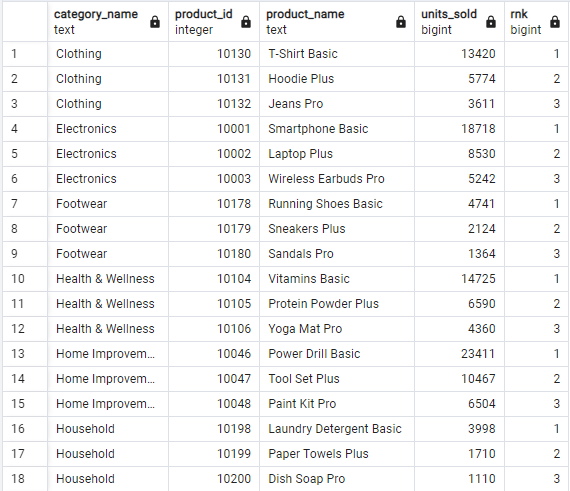 category_name product_id product_name units_sold rnk
text integer text bigint bigint
1 Clothing 10130 T-Shirt Basic 13420 1
2 Clothing 10131 Hoodie Plus 5774 2
3 Clothing 10132 Jeans Pro 3611 3
4 Electronics 10001 Smartphone Basic 18718 1
5 Electronics 10002 Laptop Plus 8530 2
6 Electronics 10003 Wireless Earbuds Pro 5242 3
7 Footwear 10178 Running Shoes Basic 4741 1
8 Footwear 10179 Sneakers Plus 2124 2
9 Footwear 10180 Sandals Pro 1364 3
10 Health & Wellness 10104 Vitamins Basic 14725 1
11 Health & Wellness 10105 Protein Powder Plus 6590 2
12 Health & Wellness 10106 Yoga Mat Pro 4360 3
13 Home Improvem... 10046 Power Drill Basic 23411 1
14 Home Improvem... 10047 Tool Set Plus 10467 2
15 Home Improvem... 10048 Paint Kit Pro 6504 3
16 Household 10198 Laundry Detergent Basic 3998 1
17 Household 10199 Paper Towels Plus 1710 2
18 Household 10200 Dish Soap Pro 1110 3